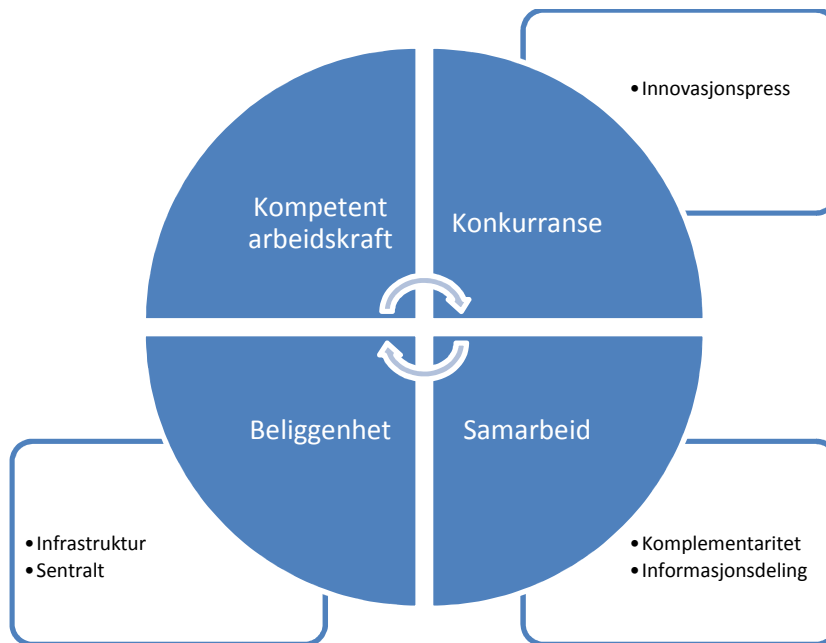 •Innovasjonspress
Kompetent
arbeidskraft
Konkurranse
Beliggenhet
Samarbeid
•Infrastruktur
•Sentralt
•Komplementaritet
•Informasjonsdeling